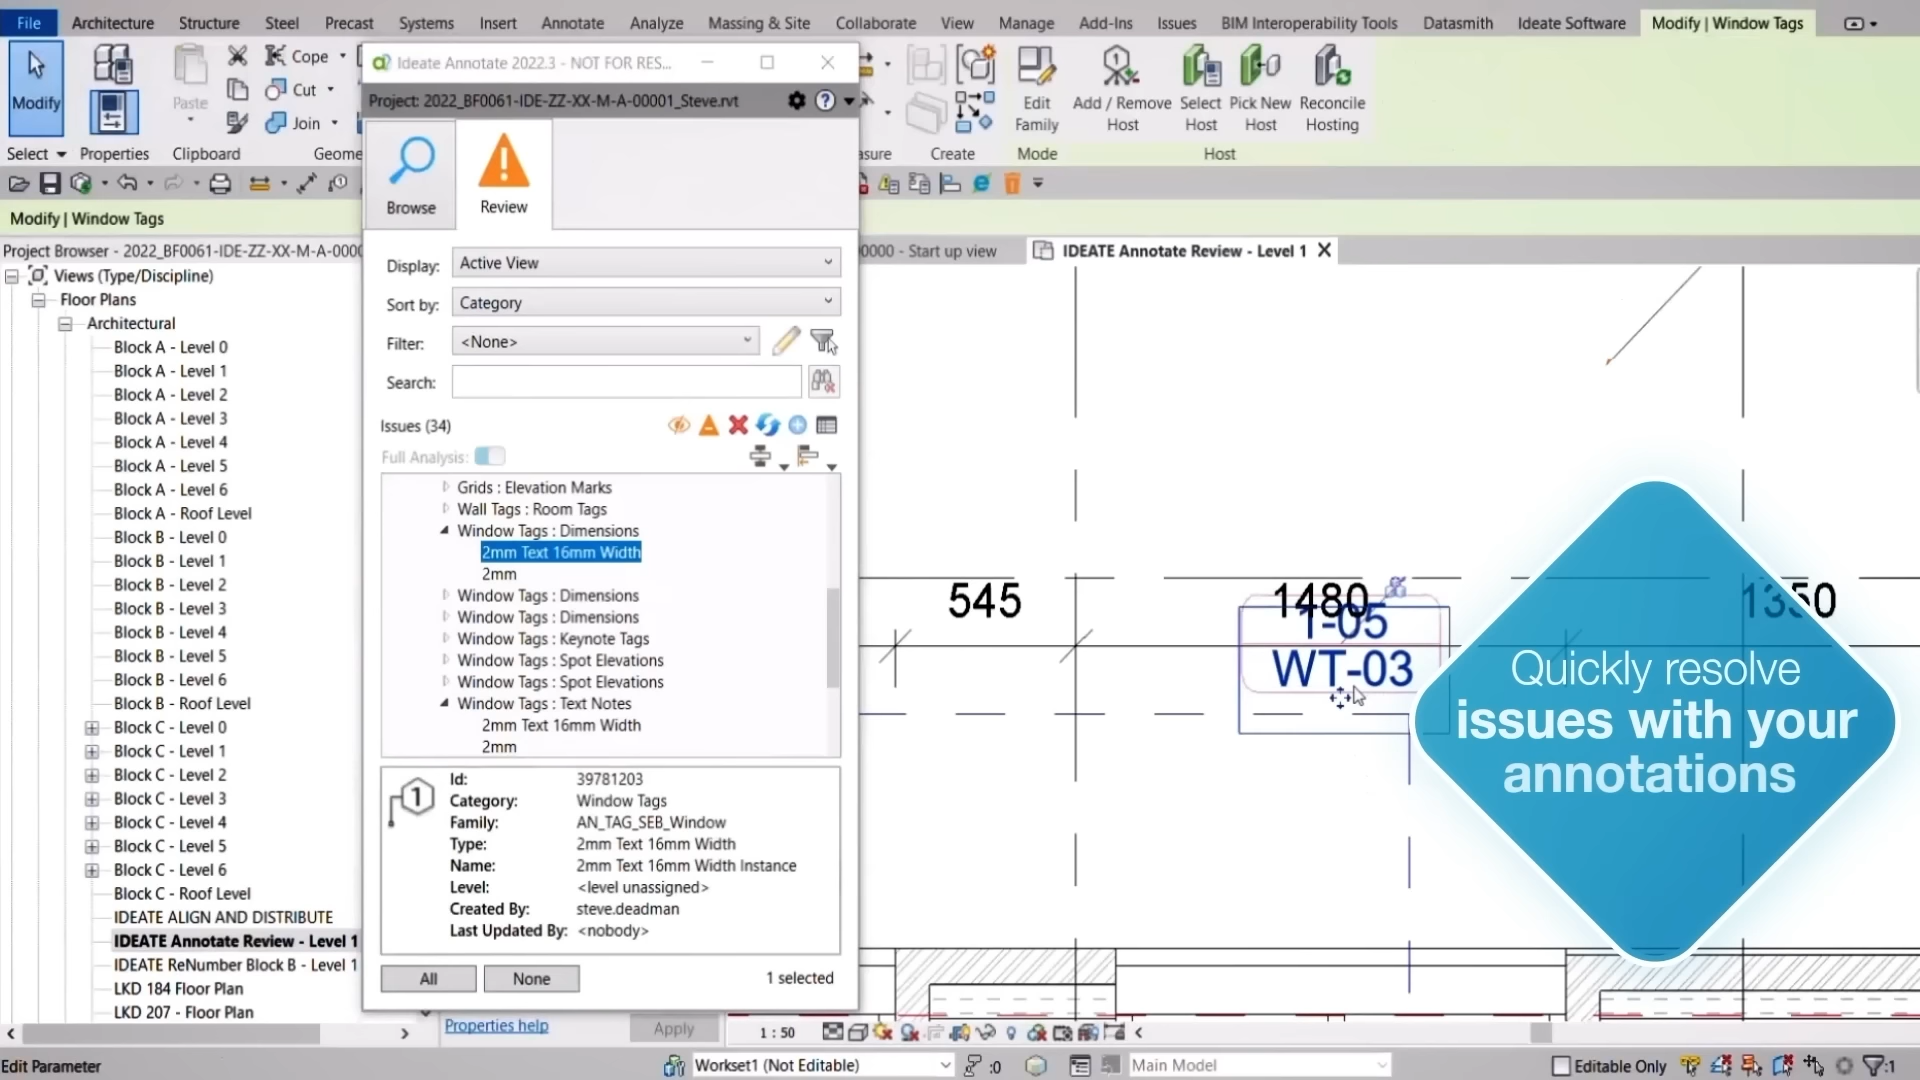 File Architecture Structure Steel Precast Systems Insert Annotate Analyze Massing & Site Collaborate View Manage Add-Ins Issues BIM Interoperability Tools Datasmith Ideate Software Modify | Window Tags
Modify
Paste
Cope
Cut
Join
Edit Family
Add / Remove Host
Select Host
Pick New Host
Reconcile Hosting
Select Properties Clipboard Geome
asure Create Mode Host
Modify | Window Tags
Ideate Annotate 2022.3 - NOT FOR RES...
Project: 2022_BF0061-IDE-ZZ-XX-M-A-00001_Steve.rvt
Browse
Review
Display: Active View
Sort by: Category
Filter: <None>
Search:
Issues (34)
Full Analysis:
Grids : Elevation Marks
Wall Tags : Room Tags
Window Tags : Dimensions
2mm Text 16mm Width
2mm
Window Tags : Dimensions
Window Tags : Dimensions
Window Tags : Keynote Tags
Window Tags : Spot Elevations
Window Tags : Spot Elevations
Window Tags : Text Notes
2mm Text 16mm Width
2mm
1
Id: 39781203
Category: Window Tags
Family: AN_TAG_SEB_Window
Type: 2mm Text 16mm Width
Name: 2mm Text 16mm Width Instance
Level: <level unassigned>
Created By: steve.deadman
Last Updated By: <nobody>
All
None
1 selected
Project Browser - 2022_BF0061-IDE-ZZ-XX-M-A-0000
Views (Type/Discipline)
Floor Plans
Architectural
Block A - Level 0
Block A - Level 1
Block A - Level 2
Block A - Level 3
Block A - Level 4
Block A - Level 5
Block A - Level 6
Block A - Roof Level
Block B - Level 0
Block B - Level 1
Block B - Level 2
Block B - Level 3
Block B - Level 4
Block B - Level 5
Block B - Level 6
Block B - Roof Level
Block C - Level 0
Block C - Level 1
Block C - Level 2
Block C - Level 3
Block C - Level 4
Block C - Level 5
Block C - Level 6
Block C - Roof Level
IDEATE ALIGN AND DISTRIBUTE
IDEATE Annotate Review - Level 1
IDEATE ReNumber Block B - Level 1
LKD 184 Floor Plan
LKD 207 - Floor Plan
0000 - Start up view
IDEATE Annotate Review - Level 1
545
1480
1350
WT-03
Quickly resolve
issues with your
annotations
Properties help
Apply
1 : 50
Edit Parameter
Workset1 (Not Editable)
:0
Main Model
Editable Only
:1